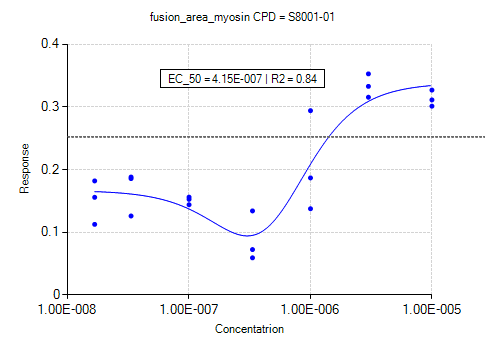 fusion_area_myosin CPD = S8001-01
0.4
EC_50 = 4.15E-007 | R2 = 0.84
0.3
0.2
0.1
0
Response
1.00E-008 1.00E-007 1.00E-006 1.00E-005
Concentatrion